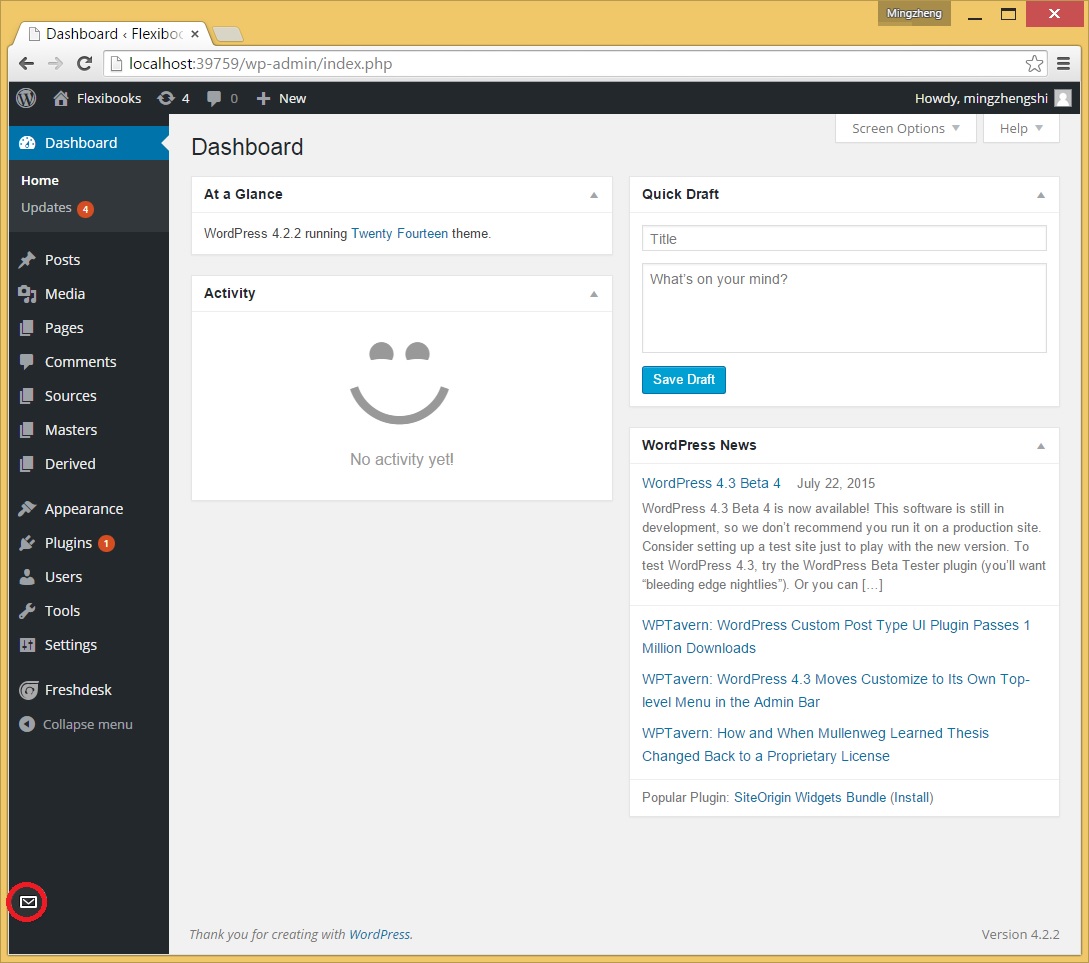 Mingzheng
Dashboard ‹ Flexiboo
localhost:39759/wp-admin/index.php
Flexibooks 4 0 New Howdy, mingzhengshi
Screen Options Help
Dashboard
Home
Updates 4
Posts
Media
Pages
Comments
Sources
Masters
Derived
Appearance
Plugins 1
Users
Tools
Settings
Freshdesk
Collapse menu
Dashboard
At a Glance
WordPress 4.2.2 running Twenty Fourteen theme.
Activity
No activity yet!
Quick Draft
Title
What's on your mind?
Save Draft
WordPress News
WordPress 4.3 Beta 4 July 22, 2015
WordPress 4.3 Beta 4 is now available! This software is still in
development, so we don't recommend you run it on a production site.
Consider setting up a test site just to play with the new version. To
test WordPress 4.3, try the WordPress Beta Tester plugin (you'll want
“bleeding edge nightlies”). Or you can […]
WPTavern: WordPress Custom Post Type UI Plugin Passes 1
Million Downloads
WPTavern: WordPress 4.3 Moves Customize to Its Own Top-
level Menu in the Admin Bar
WPTavern: How and When Mullenweg Learned Thesis
Changed Back to a Proprietary License
Popular Plugin: SiteOrigin Widgets Bundle (Install)
Thank you for creating with WordPress.
Version 4.2.2